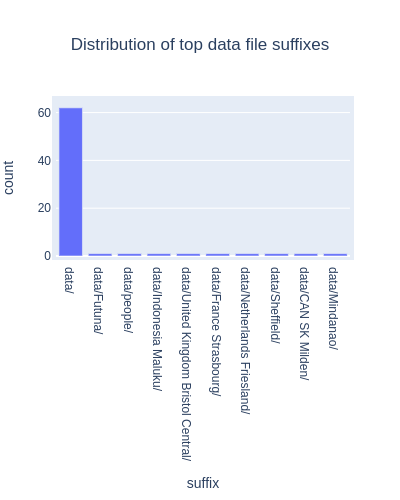 Distribution of top data file suffixes
count
60
40
20
0
data/
data/Futuna/
data/people/
data/Indonesia Maluku/
data/United Kingdom Bristol Central/
data/France Strasbourg/
data/Netherlands Friesland/
data/Sheffield/
data/CAN SK Milden/
data/Mindanao/
suffix